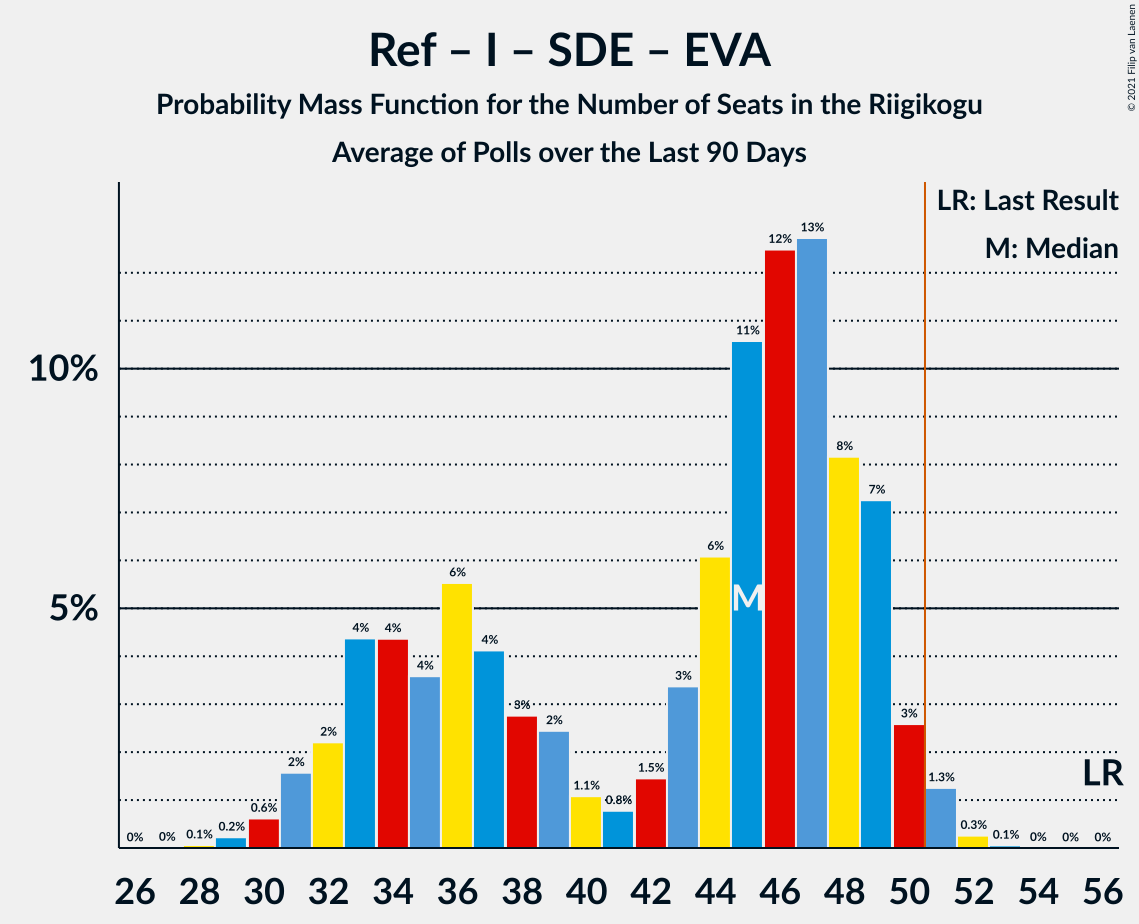 Ref – I – SDE – EVA
Probability Mass Function for the Number of Seats in the Riigikogu
Average of Polls over the Last 90 Days
© 2021 Filip van Laenen
LR: Last Result
M: Median
10%
5%
0% 0% 0.1% 0.2% 0.6% 2% 2% 4% 4% 4% 6% 4% 3% 2% 1.1% 0.8% 1.5% 3% 6% 11% 12% 13% 8% 7% 3% 1.3% 0.3% 0.1% 0% 0% 0%
M
LR
26 28 30 32 34 36 38 40 42 44 46 48 50 52 54 56